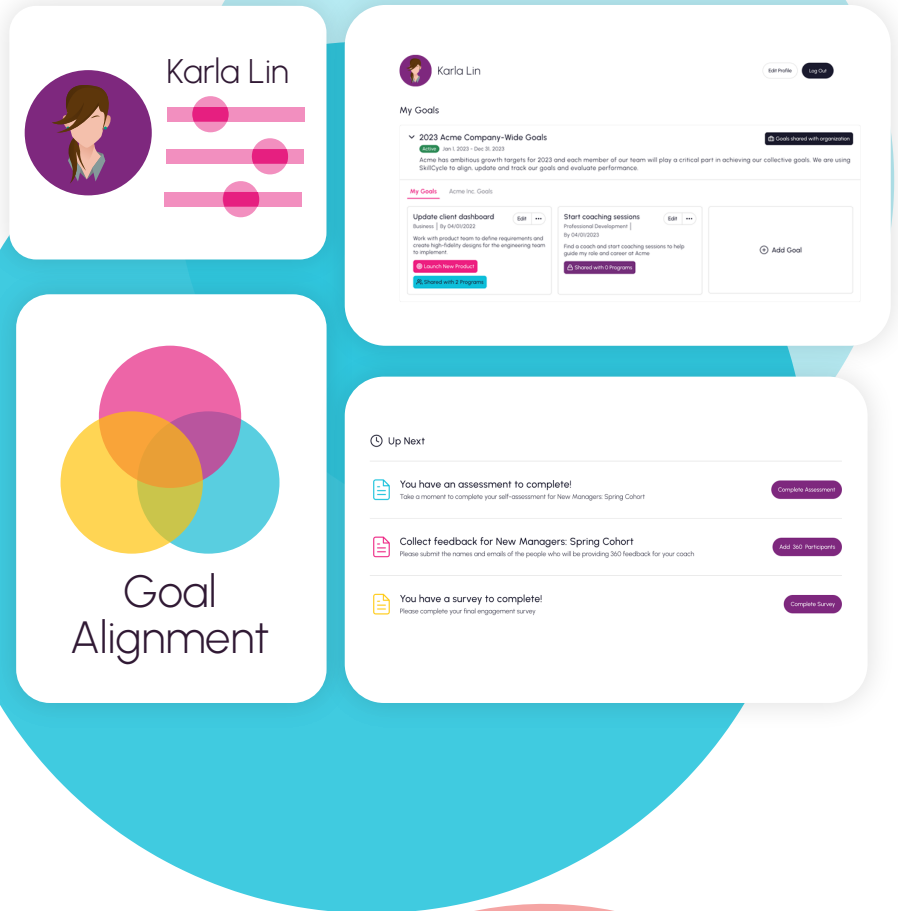 Karla Lin
Karla Lin
Edit Profile
Log Out
My Goals
2023 Acme Company-Wide Goals
Goals shared with organization
Active
Jan 1, 2023 - Dec 31, 2023
Acme has ambitious growth targets for 2023 and each member of our team will play a critical part in achieving our collective goals. We are using
SkillCycle to align, update and track our goals and evaluate performance.
My Goals
Acme Inc. Goals
Update client dashboard
Edit
Business | By 04/01/2022
Work with product team to define requirements and
create high-fidelity designs for the engineering team
to implement
Launch New Product
Shared with 2 Programs
Start coaching sessions
Edit
Professional Development |
By 04/01/2023
Find a coach and start coaching sessions to help
guide my role and career at Acme
Shared with 0 Programs
Add Goal
Goal
Alignment
Up Next
You have an assessment to complete!
Take a moment to complete your self-assessment for New Managers: Spring Cohort
Complete Assessment
Collect feedback for New Managers: Spring Cohort
Please submit the names and emails of the people who will be providing 360 feedback for your coach
Add 360 Participants
You have a survey to complete!
Please complete your final engagement survey
Complete Survey